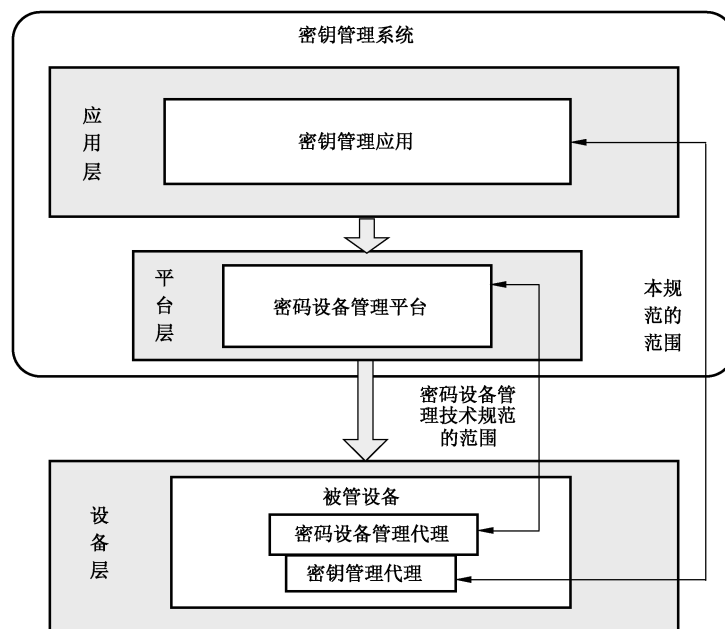 密钥管理系统
应
用
层
密钥管理应用
平
台
层
密码设备管理平台
本规
范的
范围
密码设备管
理技术规范
的范围
设
备
层
被管设备
密码设备管理代理
密钥管理代理